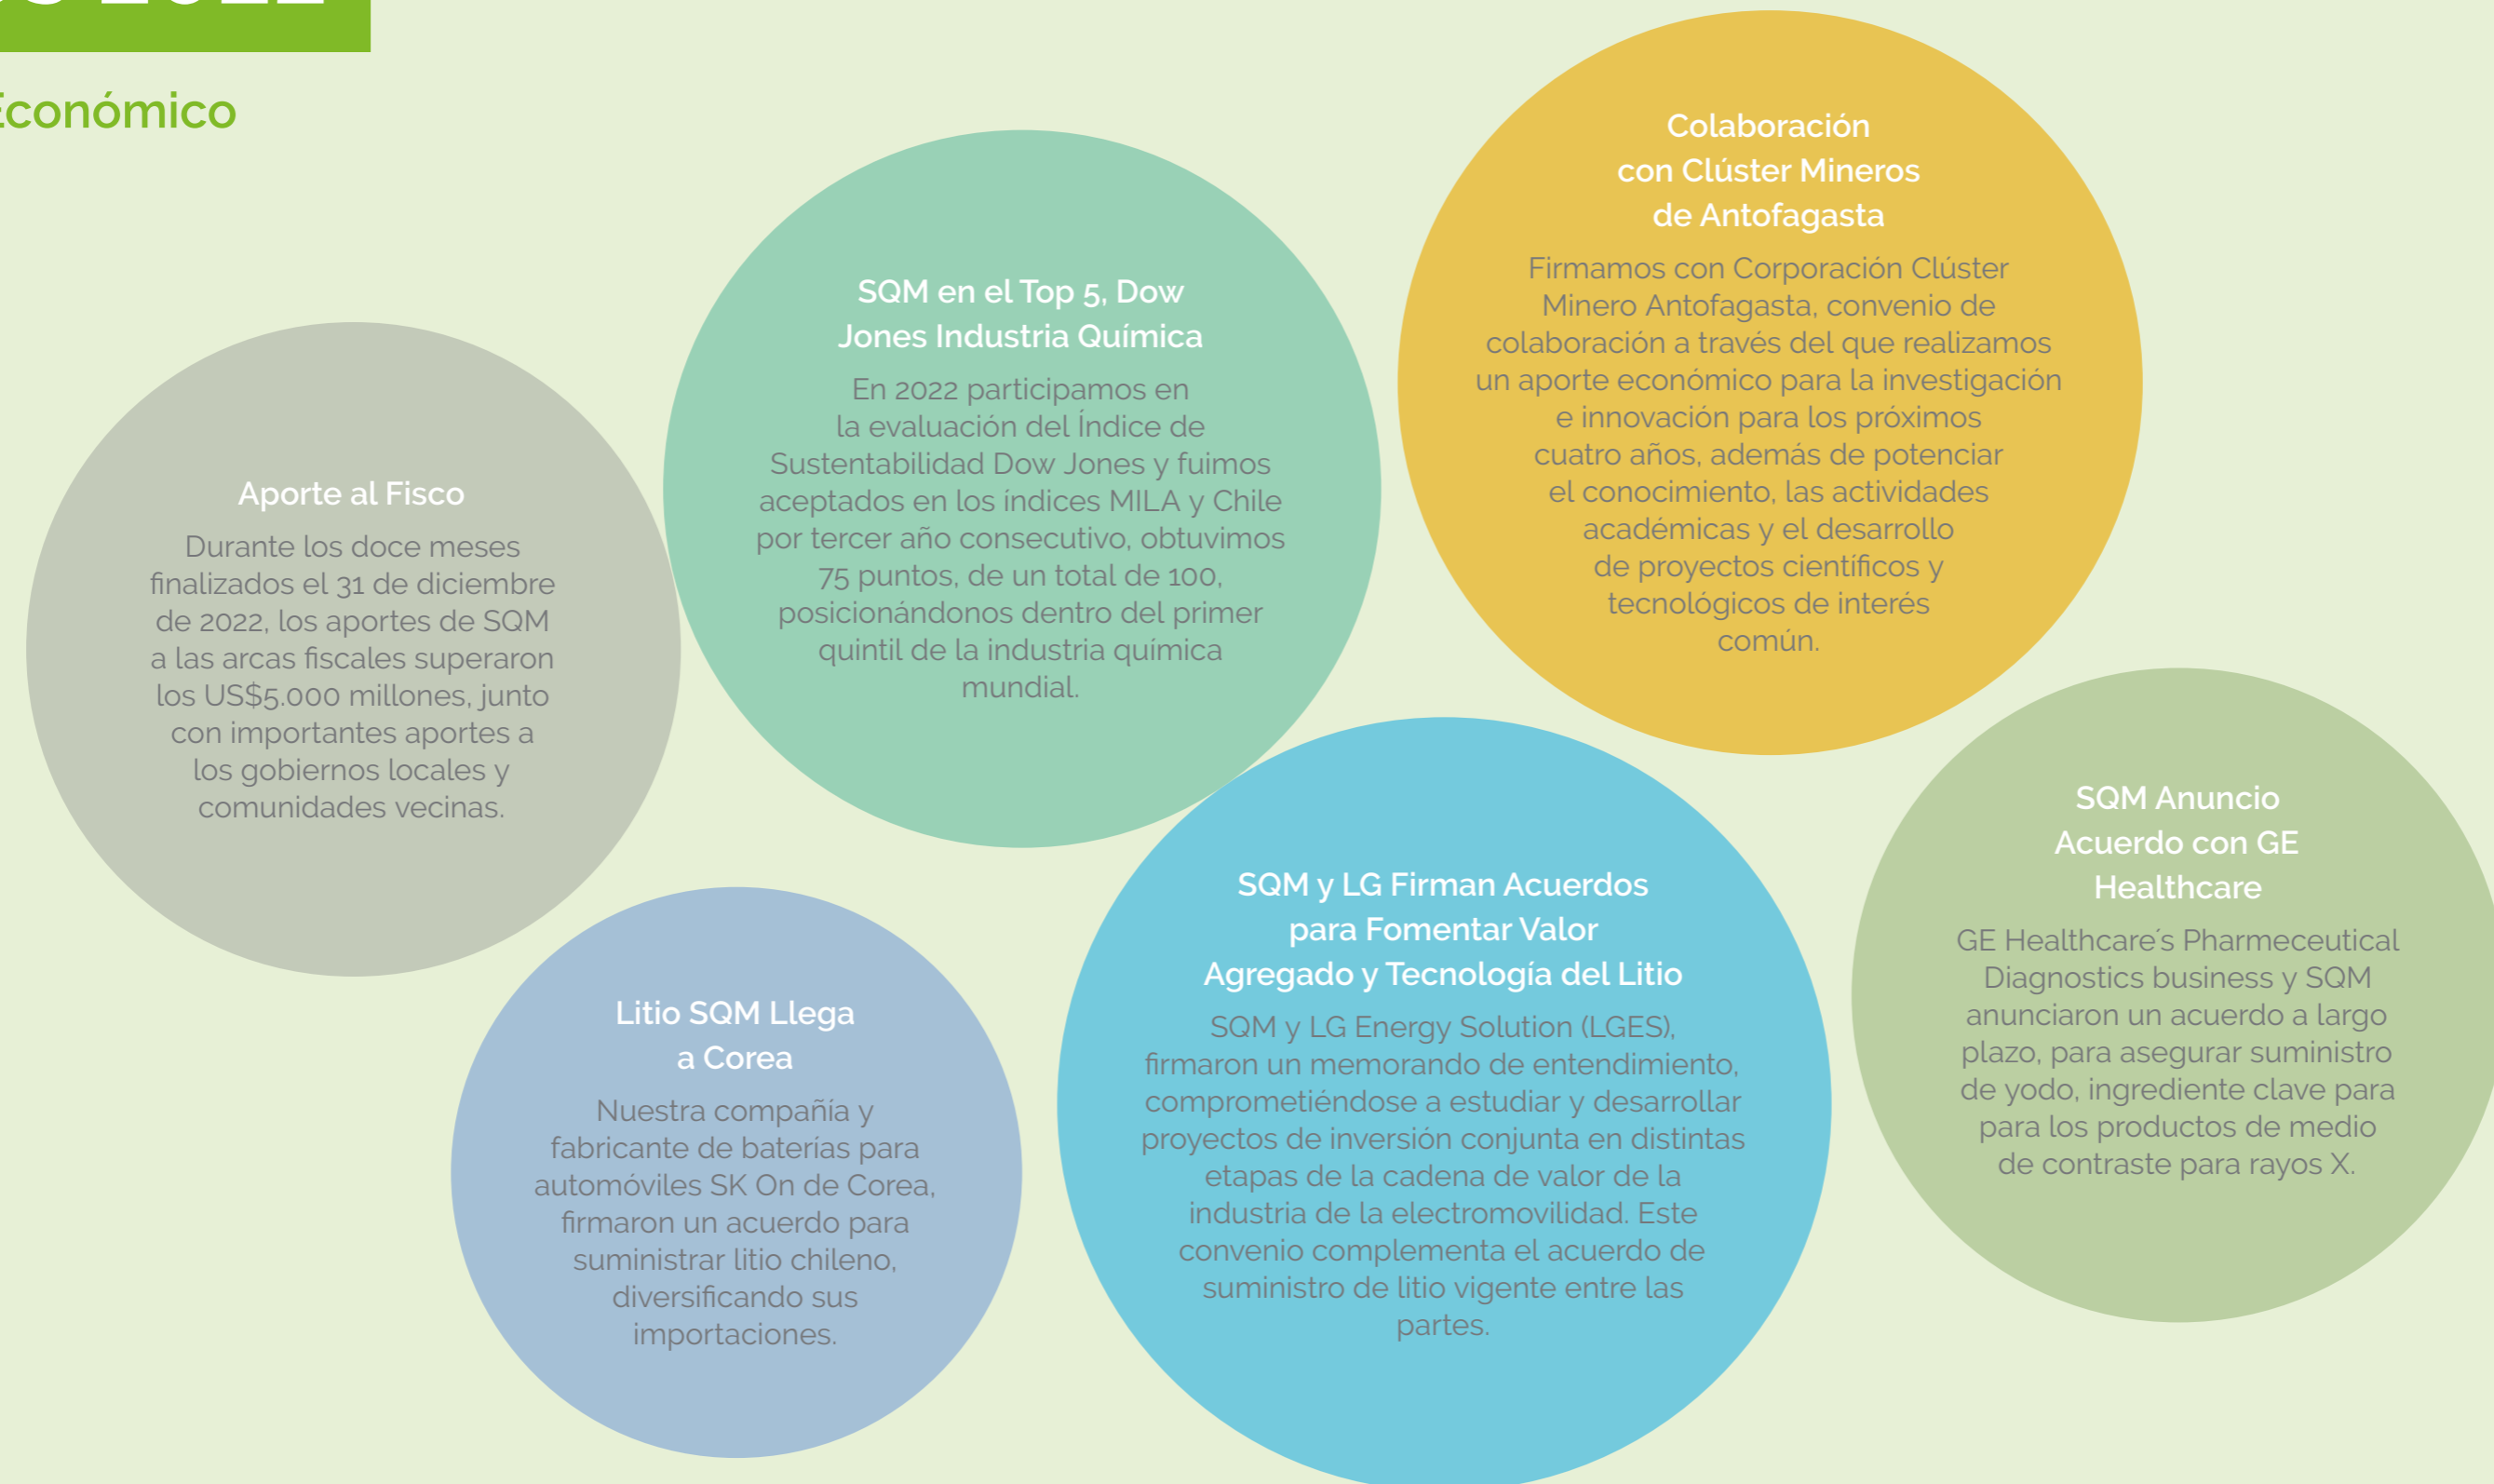 2022
Económico
Aporte al Fisco
Durante los doce meses
finalizados el 31 de diciembre
de 2022, los aportes de SQM
a las arcas fiscales superaron
los US$5.000 millones, junto
con importantes aportes a
los gobiernos locales y
comunidades vecinas.
SQM en el Top 5, Dow
Jones Industria Química
En 2022 participamos en
la evaluación del Índice de
Sustentabilidad Dow Jones y fuimos
aceptados en los índices MILA y Chile
por tercer año consecutivo, obtuvimos
75 puntos, de un total de 100,
posicionándonos dentro del primer
quintil de la industria química
mundial.
Colaboración
con Clúster Mineros
de Antofagasta
Firmamos con Corporación Clúster
Minero Antofagasta, convenio de
colaboración a través del que realizamos
un aporte económico para la investigación
e innovación para los próximos
cuatro años, además de potenciar
el conocimiento, las actividades
académicas y el desarrollo
de proyectos científicos y
tecnológicos de interés
común.
Litio SQM Llega
a Corea
Nuestra compañía y
fabricante de baterías para
automóviles SK On de Corea,
firmaron un acuerdo para
suministrar litio chileno,
diversificando sus
importaciones.
SQM y LG Firman Acuerdos
para Fomentar Valor
Agregado y Tecnología del Litio
SQM y LG Energy Solution (LGES),
firmaron un memorando de entendimiento,
comprometiéndose a estudiar y desarrollar
proyectos de inversión conjunta en distintas
etapas de la cadena de valor de la
industria de la electromovilidad. Este
convenio complementa el acuerdo de
suministro de litio vigente entre las
partes.
SQM Anuncio
Acuerdo con GE
Healthcare
GE Healthcare´s Pharmeceutical
Diagnostics business y SQM
anunciaron un acuerdo a largo
plazo, para asegurar suministro
de yodo, ingrediente clave para
para los productos de medio
de contraste para rayos X.